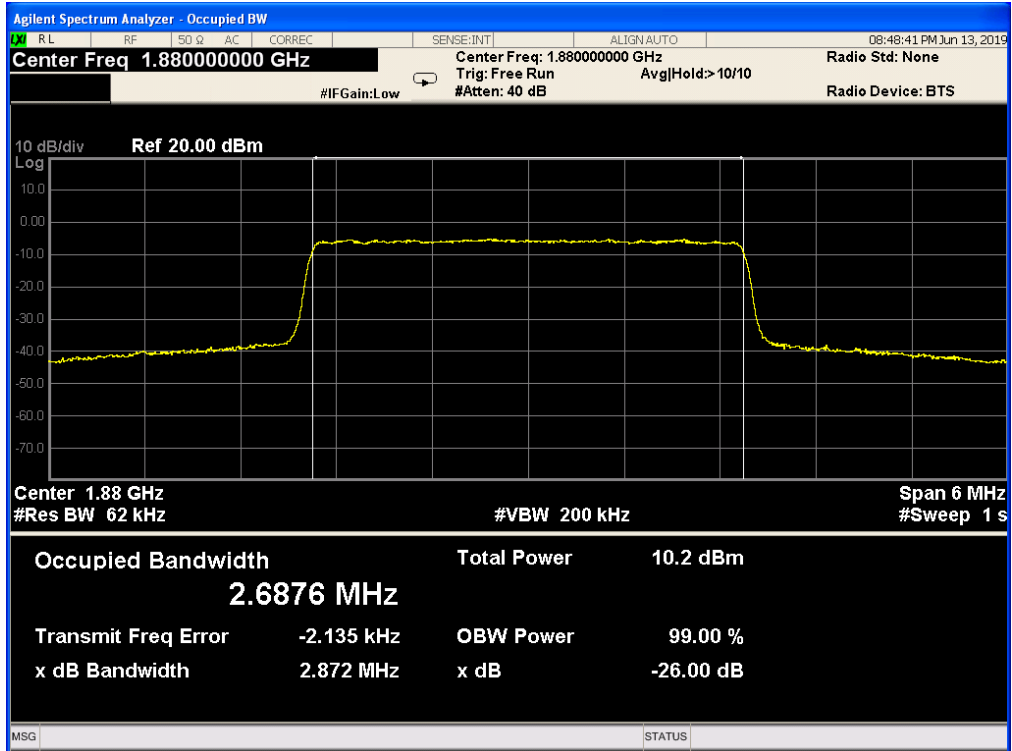 Agilent Spectrum Analyzer - Occupied BW
LXI RL RF 50 Ω AC CORREC SENSE:INT ALIGN AUTO 08:48:41 PM Jun 13, 2019
Center Freq 1.880000000 GHz Center Freq: 1.880000000 GHz Radio Std: None
Trig: Free Run Avg|Hold:>10/10
#IFGain:Low #Atten: 40 dB Radio Device: BTS
10 dB/div Ref 20.00 dBm
Log
10.0
0.00
-10.0
-20.0
-30.0
-40.0
-50.0
-60.0
-70.0
Center 1.88 GHz Span 6 MHz
#Res BW 62 kHz #VBW 200 kHz #Sweep 1 s
Occupied Bandwidth Total Power 10.2 dBm
2.6876 MHz
Transmit Freq Error -2.135 kHz OBW Power 99.00 %
x dB Bandwidth 2.872 MHz x dB -26.00 dB
MSG STATUS